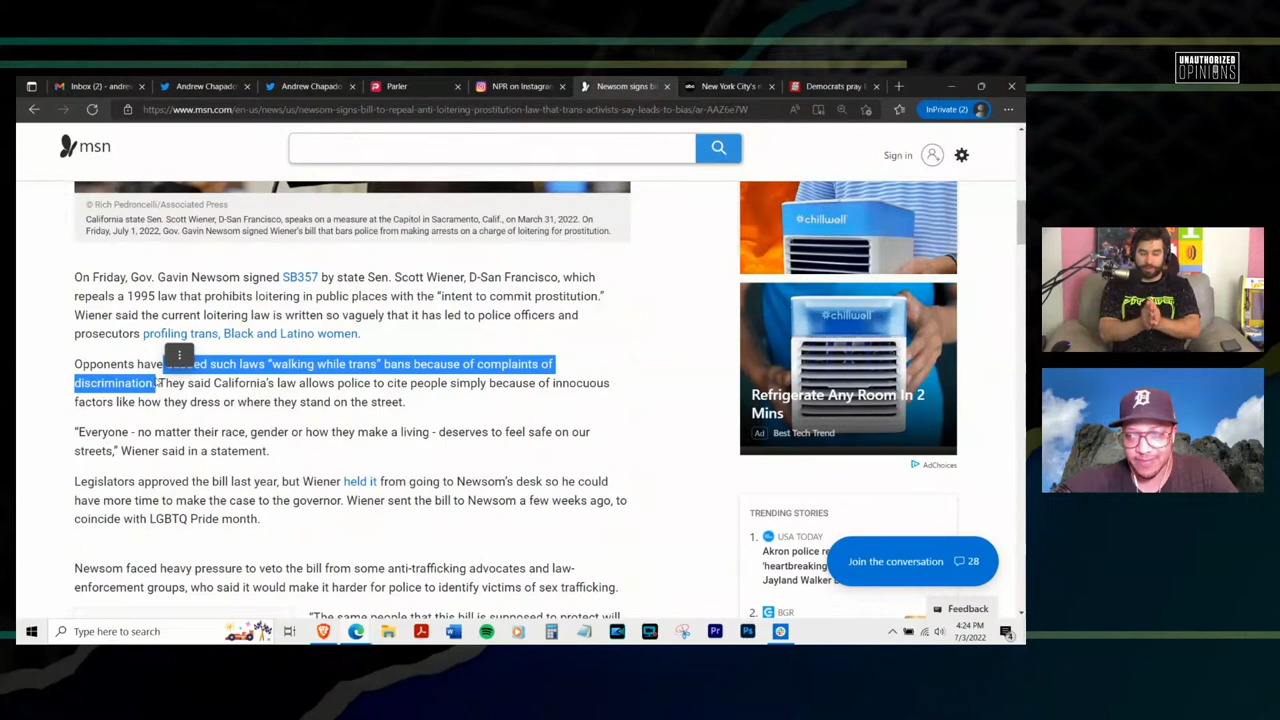 UNAUTHORIZED
OPINIONS
Inbox (1) - andrew
Andrew Chapado
Andrew Chapado
Parler
NPR on Instagram
Newsom signs bi
New York City's n
Democrats pray
https://www.msn.com/en-us/news/us/newsom-signs-bill-to-repeal-anti-loitering-prostitution-law-that-trans-activists-say-leads-to-bias/ar-AAZ6e7W
InPrivate (1)
msn
Sign in
© Rich Pedroncelli/Associated Press
California state Sen. Scott Wiener, D-San Francisco, speaks on a measure at the Capitol in Sacramento, Calif., on March 31, 2022. On
Friday, July 1, 2022, Gov. Gavin Newsom signed Wiener's bill that bars police from making arrests on a charge of loitering for prostitution.
On Friday, Gov. Gavin Newsom signed SB357 by state Sen. Scott Wiener, D-San Francisco, which
repeals a 1995 law that prohibits loitering in public places with the “intent to commit prostitution.”
Wiener said the current loitering law is written so vaguely that it has led to police officers and
prosecutors profiling trans, Black and Latino women.
Opponents have such laws “walking while trans” bans because of complaints of
discrimination. They said California's law allows police to cite people simply because of innocuous
factors like how they dress or where they stand on the street.
“Everyone - no matter their race, gender or how they make a living - deserves to feel safe on our
streets,” Wiener said in a statement.
Legislators approved the bill last year, but Wiener held it from going to Newsom's desk so he could
have more time to make the case to the governor. Wiener sent the bill to Newsom a few weeks ago, to
coincide with LGBTQ Pride month.
Newsom faced heavy pressure to veto the bill from some anti-trafficking advocates and law-
enforcement groups, who said it would make it harder for police to identify victims of sex trafficking.
“The same people that this bill is supposed to protect will
chillwell
chillwell
Refrigerate Any Room In 2
Mins
Ad Best Tech Trend
AdChoices
TRENDING STORIES
1. USA TODAY
Akron police re
'heartbreaking
Jayland Walker
2. BGR
Join the conversation 28
Feedback
Type here to search
4:24 PM
7/3/2022